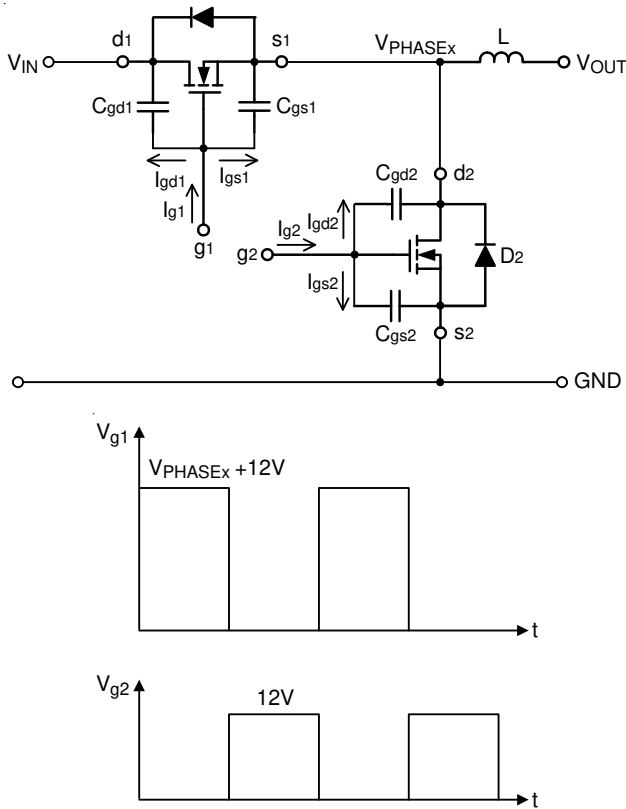 d1
s1
VPHASEx
L
VIN
VOUT
Cgd1
Cgs1
Igd1
Igs1
Ig1
g1
Cgd2
d2
Ig2
Igd2
g2
D2
Igs2
Cgs2
s2
GND
Vg1
VPHASEx +12V
t
Vg2
12V
t